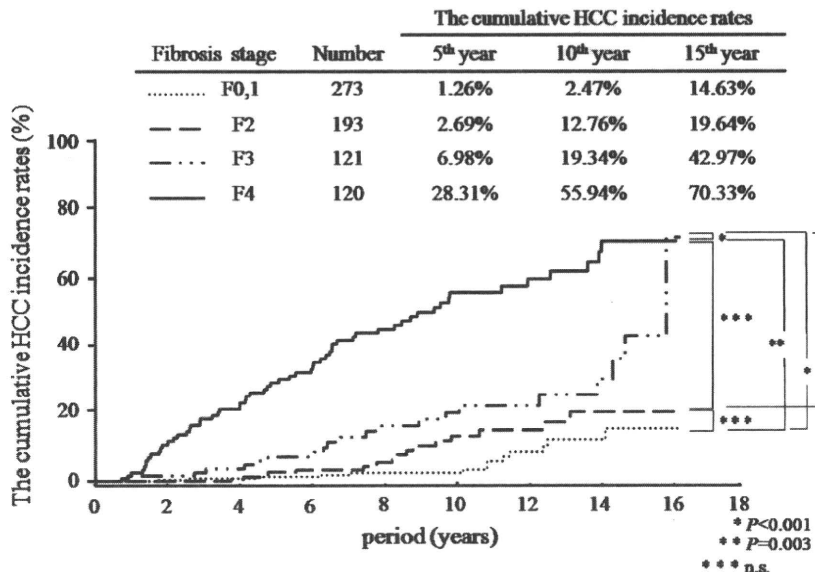 The cumulative HCC incidence rates
Fibrosis stage Number 5th year 10th year 15th year
F0,1 273 1.26% 2.47% 14.63%
F2 193 2.69% 12.76% 19.64%
F3 121 6.98% 19.34% 42.97%
F4 120 28.31% 55.94% 70.33%
The cumulative HCC incidence rates (%)
100
80
60
40
20
0
0 2 4 6 8 10 12 14 16 18
period (years)
*
* * *
**
*
* * *
* P<0.001
* * P=0.003
* * * n.s.